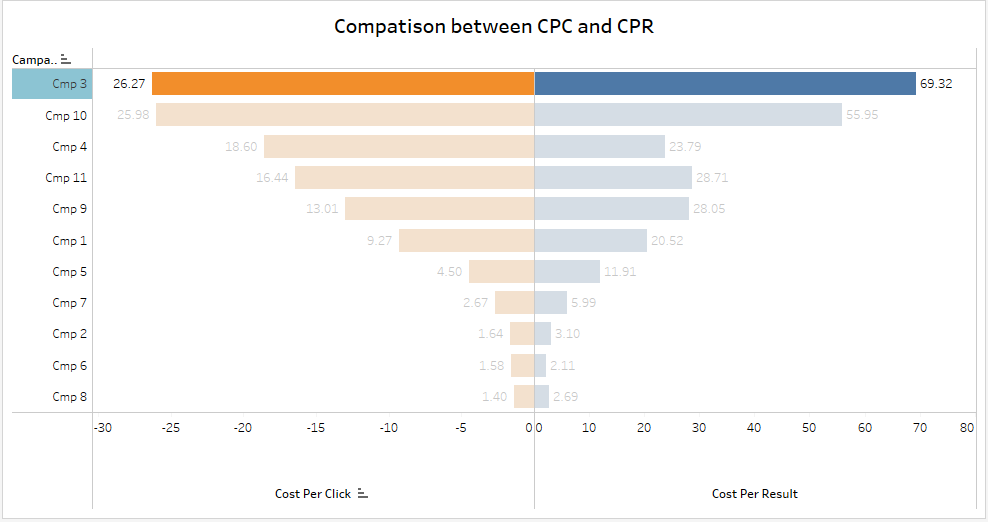 Compatison between CPC and CPR
Campa..
Cmp 3 26.27 69.32
Cmp 10 25.98 55.95
Cmp 4 18.60 23.79
Cmp 11 16.44 28.71
Cmp 9 13.01 28.05
Cmp 1 9.27 20.52
Cmp 5 4.50 11.91
Cmp 7 2.67 5.99
Cmp 2 1.64 3.10
Cmp 6 1.58 2.11
Cmp 8 1.40 2.69
-30 -25 -20 -15 -10 -5 0 0 10 20 30 40 50 60 70 80
Cost Per Click Cost Per Result